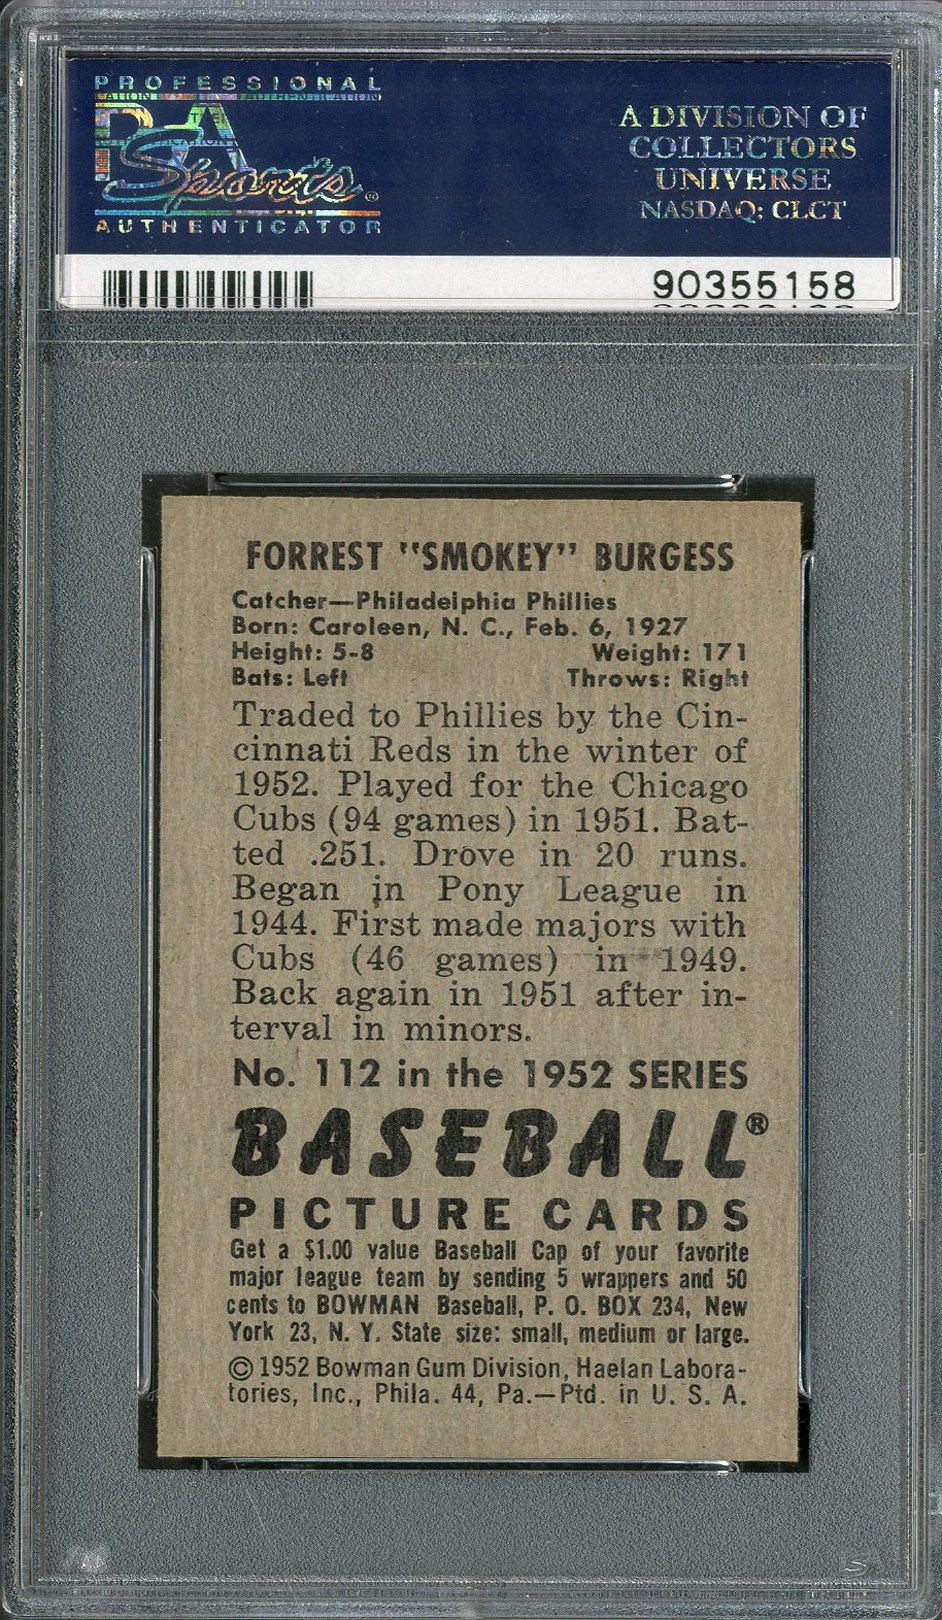 PROFESSIONAL
PSA
Sports®
AUTHENTICATOR
A DIVISION OF
COLLECTORS
UNIVERSE
NASDAQ: CLCT
90355158
FORREST "SMOKEY" BURGESS
Catcher—Philadelphia Phillies
Born: Caroleen, N. C., Feb. 6, 1927
Height: 5-8 Weight: 171
Bats: Left Throws: Right
Traded to Phillies by the Cin-
cinnati Reds in the winter of
1952. Played for the Chicago
Cubs (94 games) in 1951. Bat-
ted .251. Drove in 20 runs.
Began in Pony League in
1944. First made majors with
Cubs (46 games) in 1949.
Back again in 1951 after in-
terval in minors.
No. 112 in the 1952 SERIES
BASEBALL®
PICTURE CARDS
Get a $1.00 value Baseball Cap of your favorite
major league team by sending 5 wrappers and 50
cents to BOWMAN Baseball, P. O. BOX 234, New
York 23, N. Y. State size: small, medium or large.
© 1952 Bowman Gum Division, Haelan Labora-
tories, Inc., Phila. 44, Pa.—Ptd. in U. S. A.